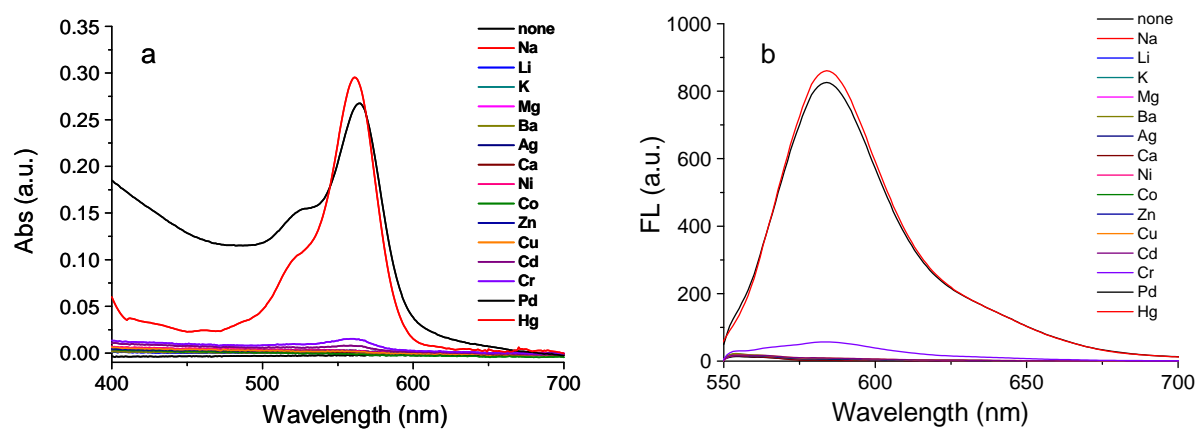 a
Abs (a.u.)
0.35
0.30
0.25
0.20
0.15
0.10
0.05
0.00
400
500
600
700
Wavelength (nm)
none
Na
Li
K
Mg
Ba
Ag
Ca
Ni
Co
Zn
Cu
Cd
Cr
Pd
Hg
b
FL (a.u.)
1000
800
600
400
200
0
550
600
650
700
Wavelength (nm)
none
Na
Li
K
Mg
Ba
Ag
Ca
Ni
Co
Zn
Cu
Cd
Cr
Pd
Hg